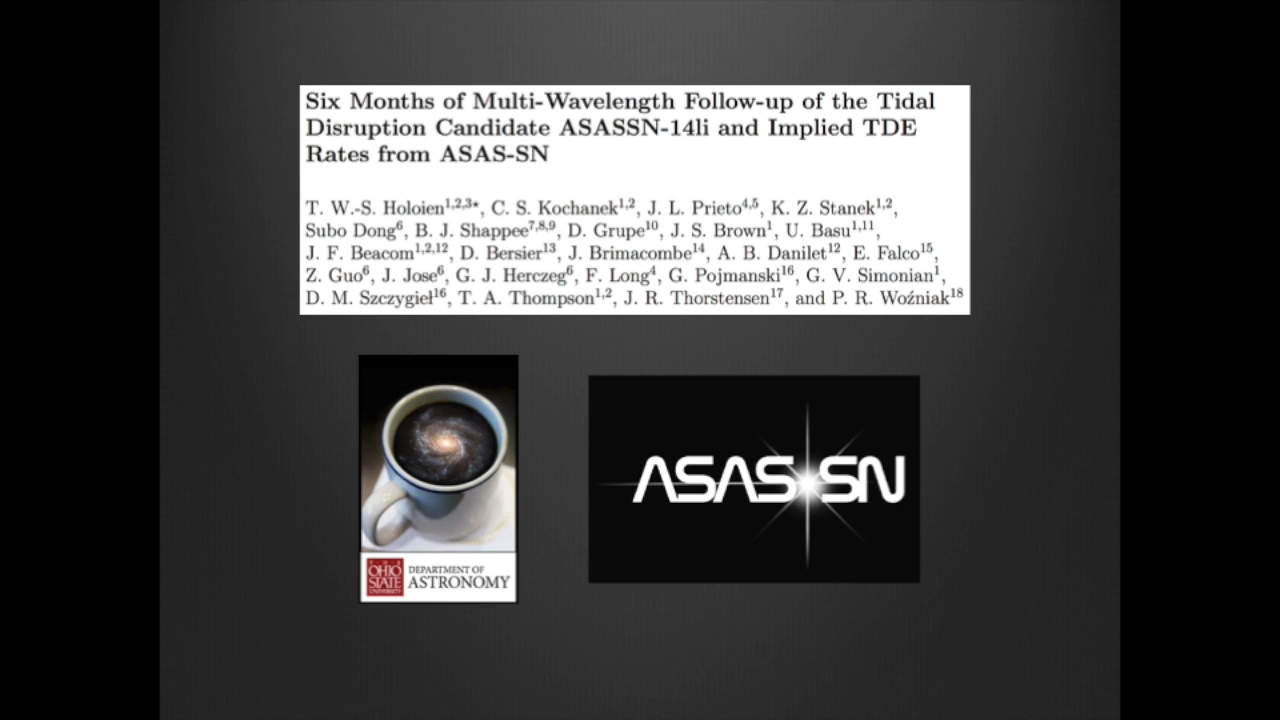 Six Months of Multi-Wavelength Follow-up of the Tidal
Disruption Candidate ASASSN-14li and Implied TDE
Rates from ASAS-SN
T. W.-S. Holoien1,2,3⋆, C. S. Kochanek1,2, J. L. Prieto4,5, K. Z. Stanek1,2,
Subo Dong6, B. J. Shappee7,8,9, D. Grupe10, J. S. Brown1, U. Basu1,11,
J. F. Beacom1,2,12, D. Bersier13, J. Brimacombe14, A. B. Danilet12, E. Falco15,
Z. Guo6, J. Jose6, G. J. Herczeg6, F. Long4, G. Pojmanski16, G. V. Simonian1,
D. M. Szczygieł16, T. A. Thompson1,2, J. R. Thorstensen17, and P. R. Woźniak18
THE
OHIO
STATE
UNIVERSITY
DEPARTMENT OF
ASTRONOMY
ASAS-SN